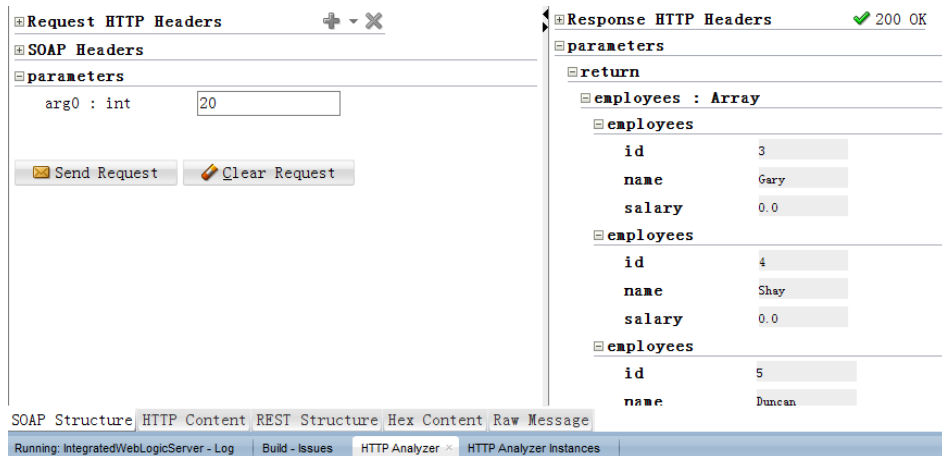 Request HTTP Headers
SOAP Headers
parameters
arg0 : int 20
Send Request Clear Request
Response HTTP Headers 200 OK
parameters
return
employees : Array
employees
id 3
name Gary
salary 0.0
employees
id 4
name Shay
salary 0.0
employees
id 5
name Duncan
SOAP Structure HTTP Content REST Structure Hex Content Raw Message
Running: IntegratedWebLogicServer - Log Build - Issues HTTP Analyzer HTTP Analyzer Instances